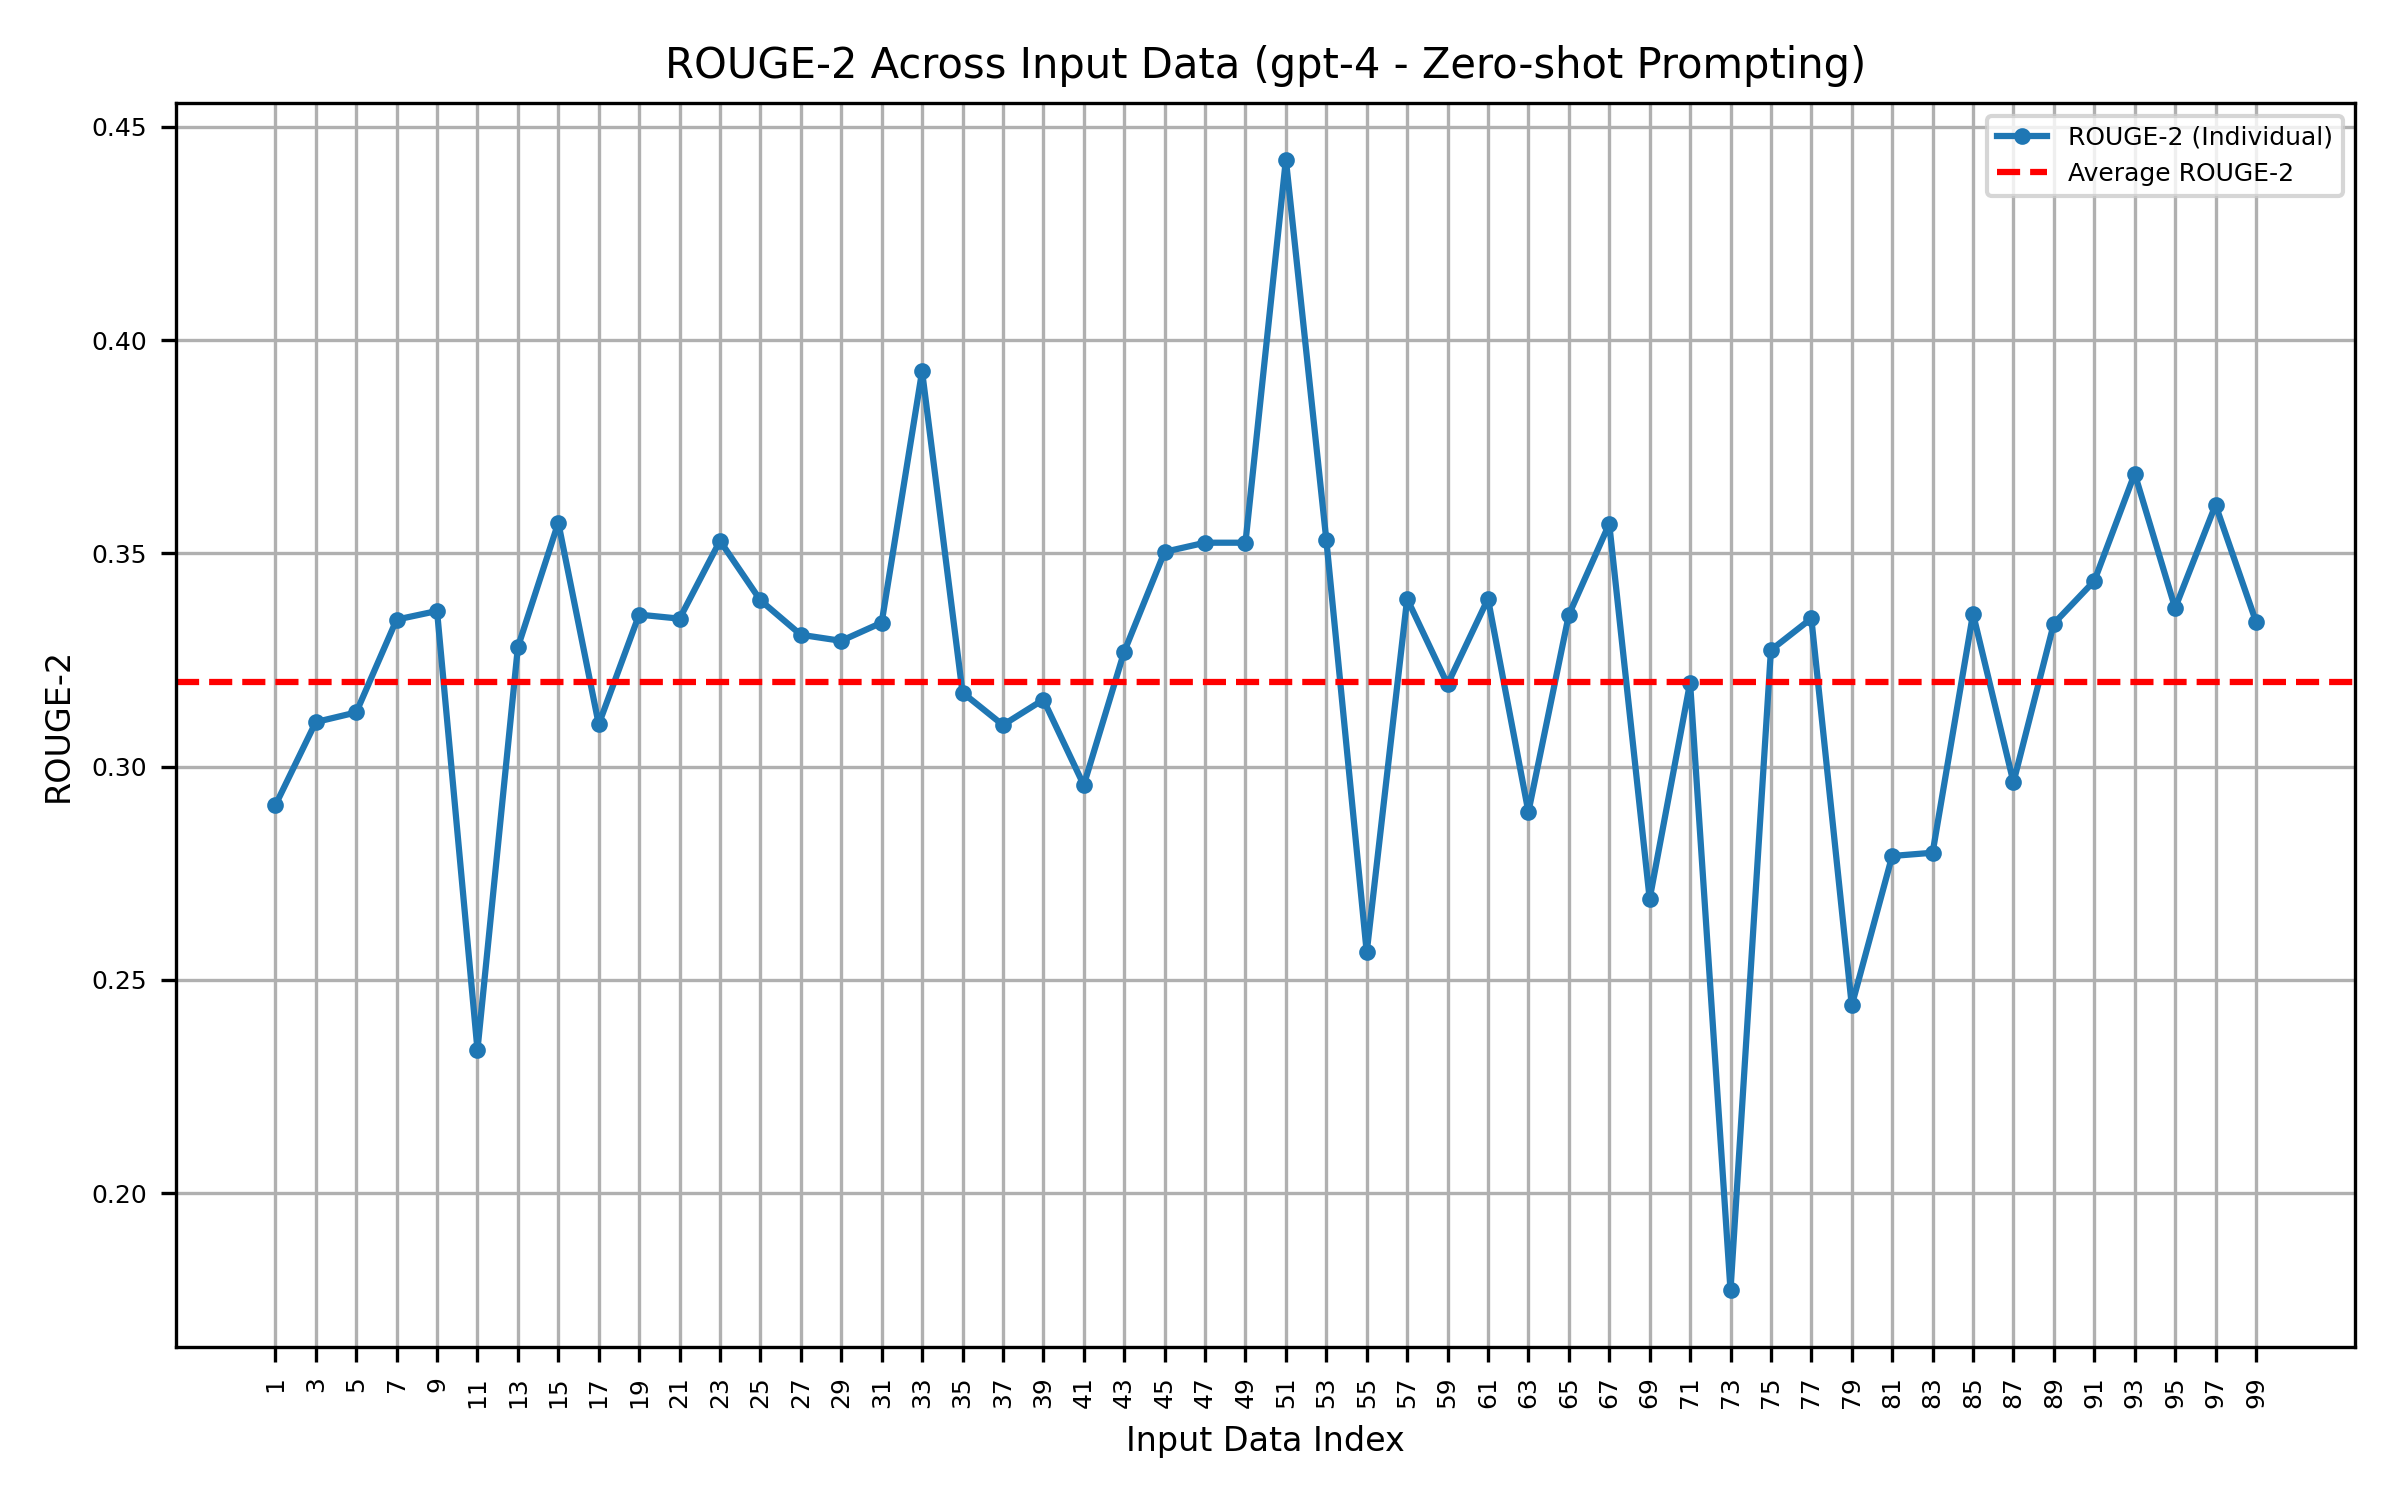 ROUGE-2 Across Input Data (gpt-4 - Zero-shot Prompting)
ROUGE-2 (Individual)
Average ROUGE-2
0.45
0.40
0.35
0.30
0.25
0.20
ROUGE-2
1 3 5 7 9 11 13 15 17 19 21 23 25 27 29 31 33 35 37 39 41 43 45 47 49 51 53 55 57 59 61 63 65 67 69 71 73 75 77 79 81 83 85 87 89 91 93 95 97 99
Input Data Index